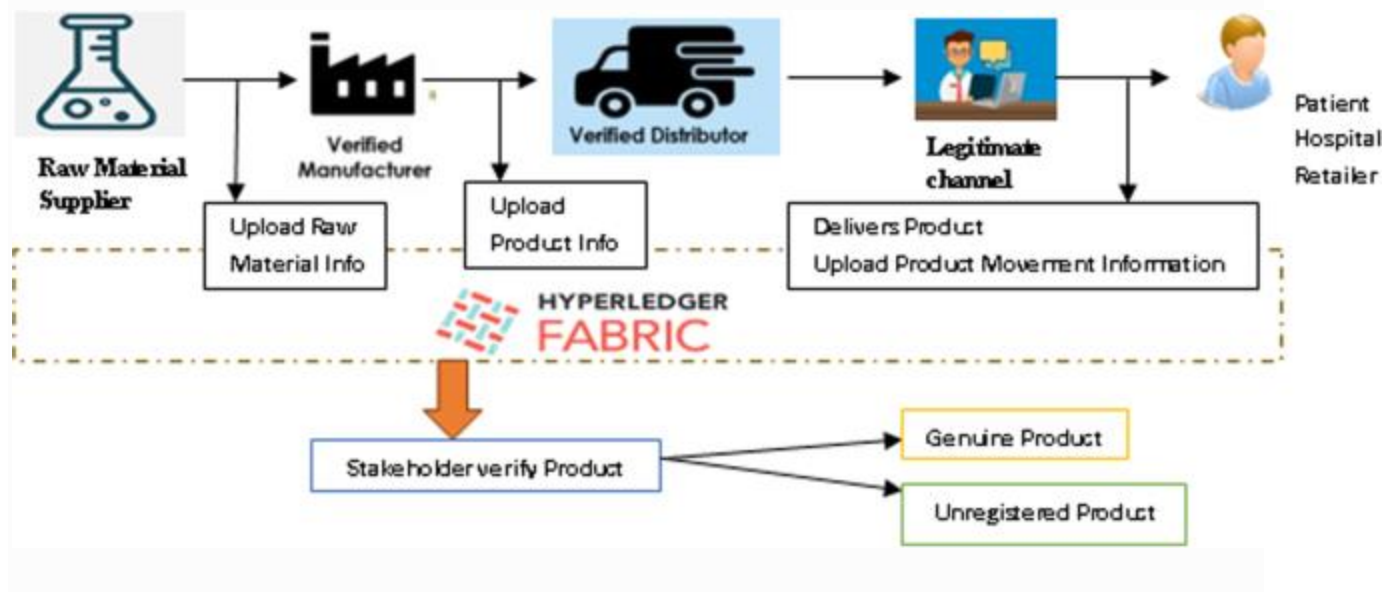 Verified Distributor
Verified
Manufacturer
Raw Material
Supplier
Legitimate
channel
Patient
Hospital
Retailer
Upload Raw
Material Info
Upload
Product Info
Delivers Product
Upload Product Movement Information
HYPERLEDGER
FABRIC
Stakeholder verify Product
Genuine Product
Unregistered Product